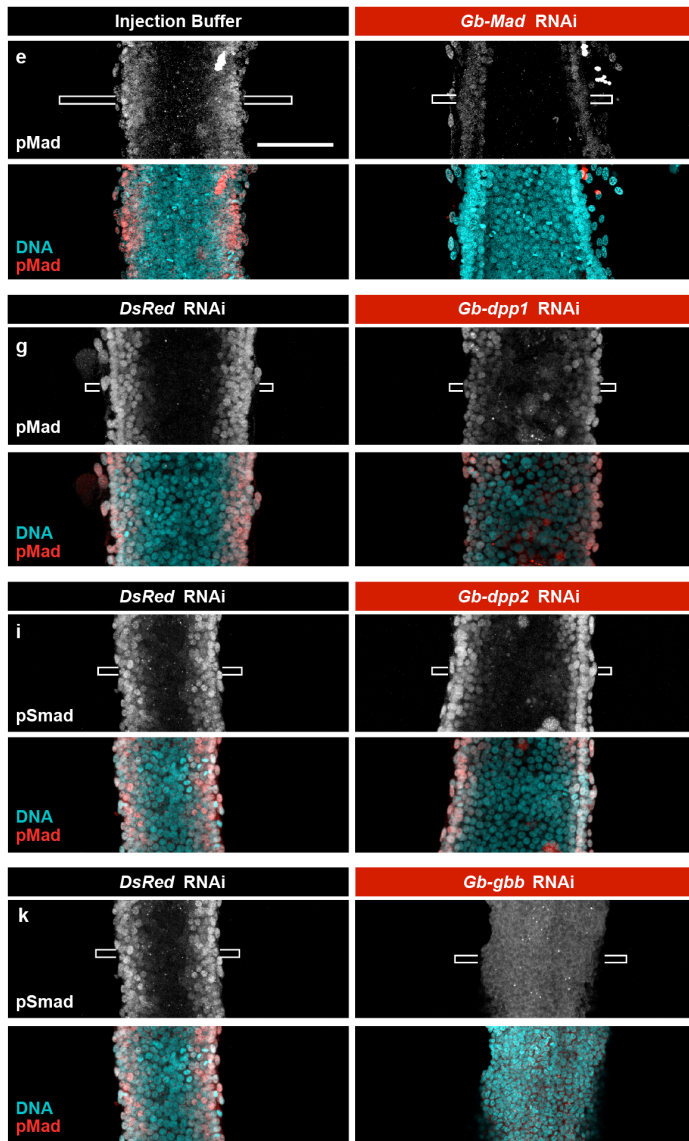 Injection Buffer
Gb-Mad RNAi
e
pMad
DNA
pMad
DsRed RNAi
Gb-dpp1 RNAi
g
pMad
DNA
pMad
DsRed RNAi
Gb-dpp2 RNAi
i
pSmad
DNA
pMad
DsRed RNAi
Gb-gbb RNAi
k
pSmad
DNA
pMad